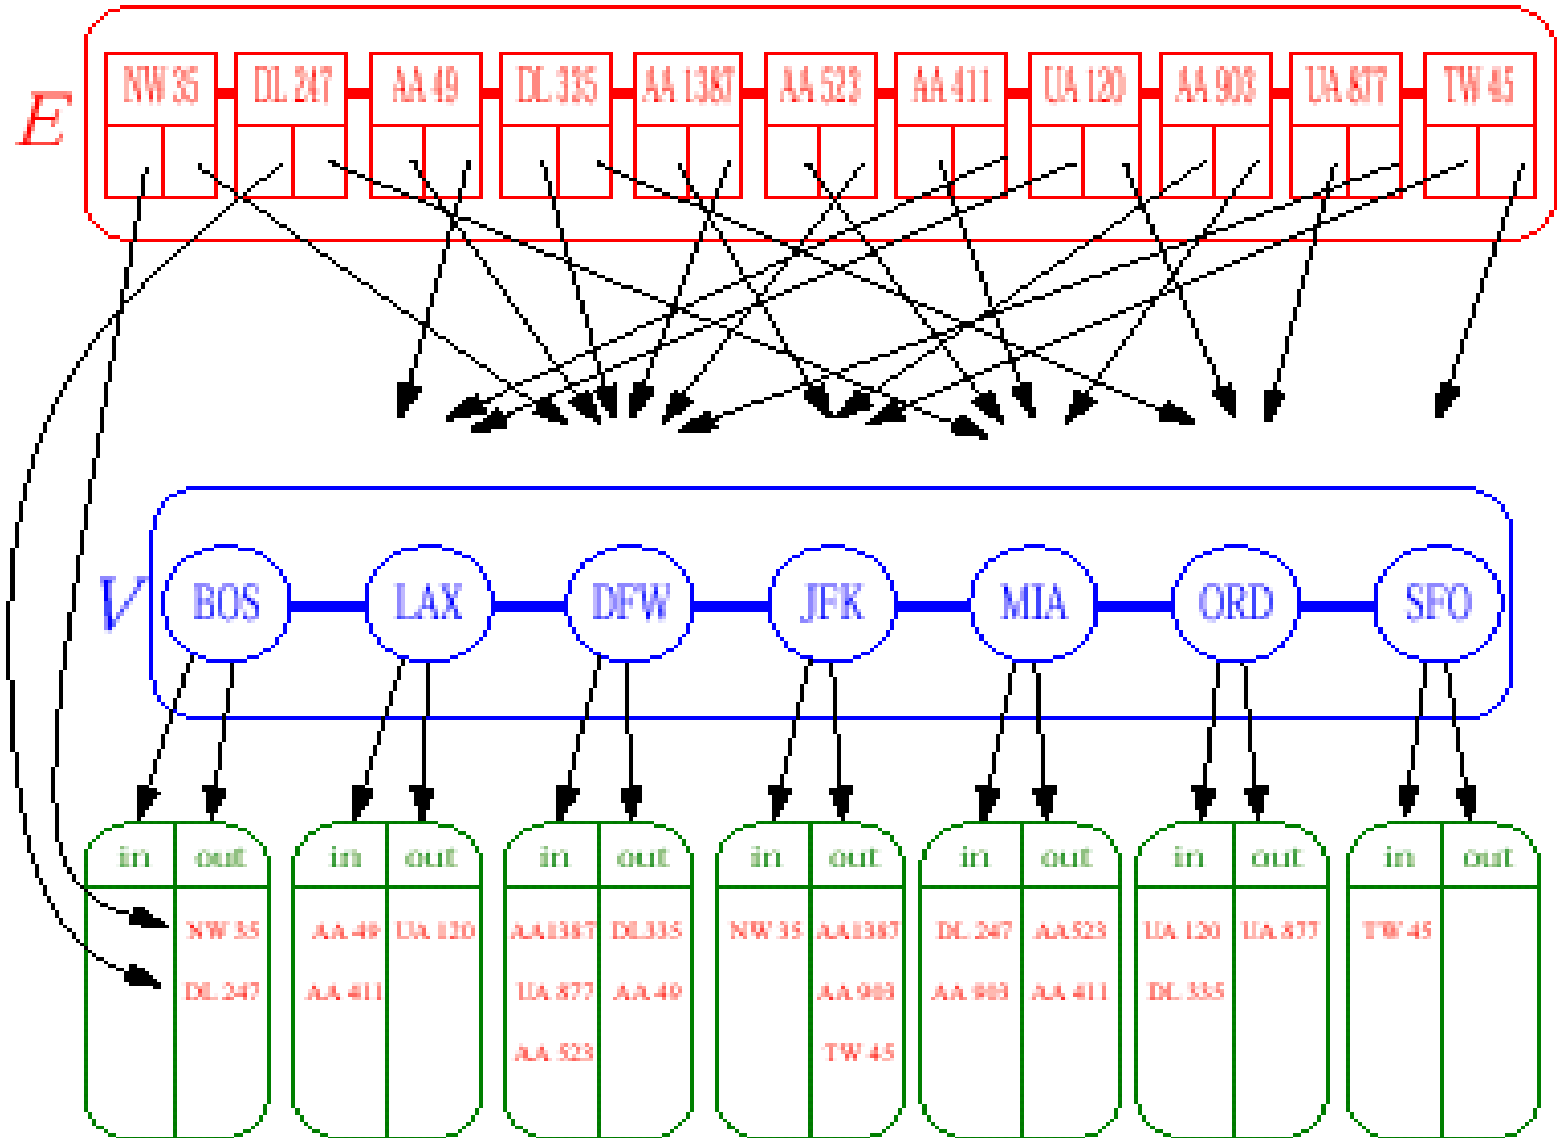 E
NW 35 DL 247 AA 49 DL 335 AA 1387 AA 523 AA 411 UA 120 AA 903 UA 877 TW 45
V
BOS LAX DFW JFK MIA ORD SFO
in out in out in out in out in out in out in out
NW 35 AA 49 UA 120 AA1387 DL335 NW 35 AA1387 DL 247 AA523 UA 120 UA 877 TW 45
DL 247 AA 411 UA 877 AA 49 AA 903 AA 903 AA 411 DL 335
AA 523 TW 45